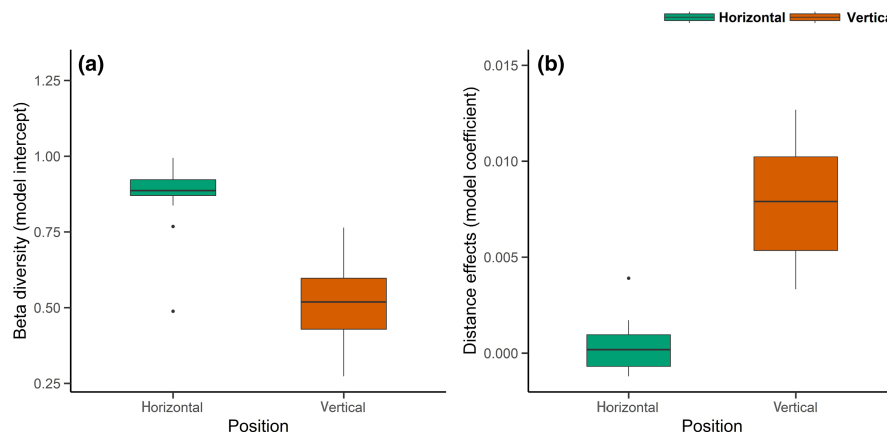 Horizontal Vertica
(a)
Beta diversity (model intercept)
1.25
1.00
0.75
0.50
0.25
Horizontal Vertical
Position
(b)
Distance effects (model coefficient)
0.015
0.010
0.005
0.000
Horizontal Vertical
Position